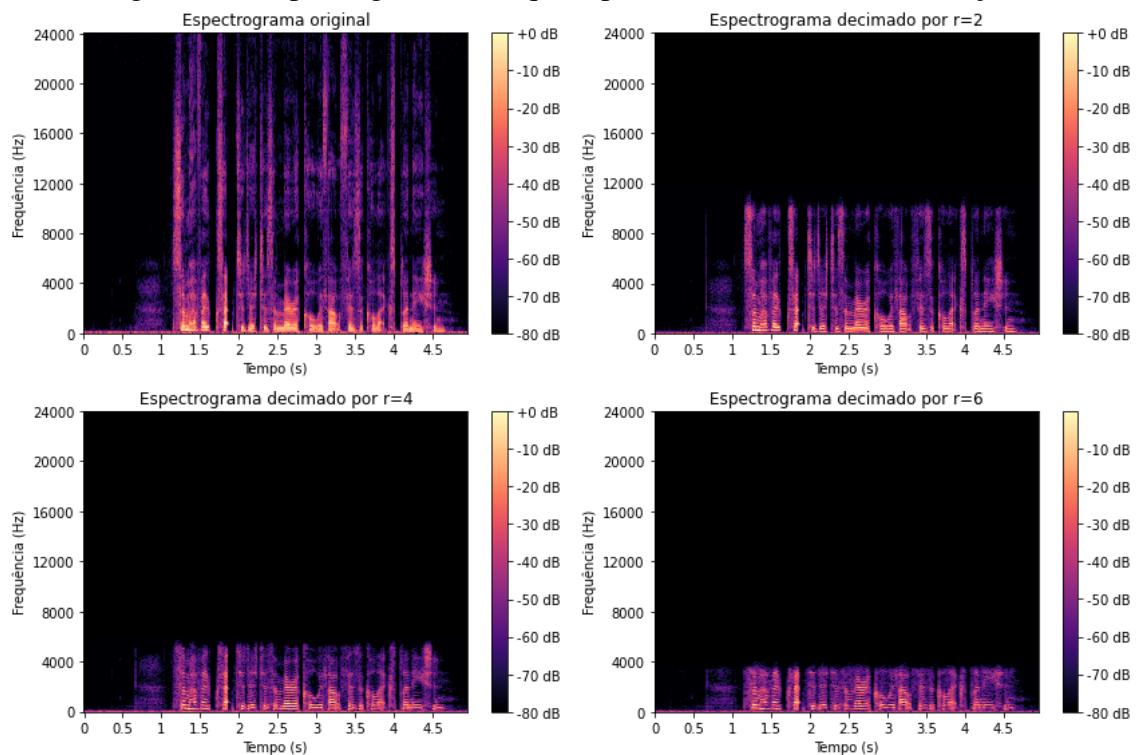 Espectrograma original
24000
20000
16000
12000
8000
4000
0
Frequência (Hz)
0 0.5 1 1.5 2 2.5 3 3.5 4 4.5
Tempo (s)
+0 dB
-10 dB
-20 dB
-30 dB
-40 dB
-50 dB
-60 dB
-70 dB
-80 dB
Espectrograma decimado por r=2
24000
20000
16000
12000
8000
4000
0
Frequência (Hz)
0 0.5 1 1.5 2 2.5 3 3.5 4 4.5
Tempo (s)
+0 dB
-10 dB
-20 dB
-30 dB
-40 dB
-50 dB
-60 dB
-70 dB
-80 dB
Espectrograma decimado por r=4
24000
20000
16000
12000
8000
4000
0
Frequência (Hz)
0 0.5 1 1.5 2 2.5 3 3.5 4 4.5
Tempo (s)
+0 dB
-10 dB
-20 dB
-30 dB
-40 dB
-50 dB
-60 dB
-70 dB
-80 dB
Espectrograma decimado por r=6
24000
20000
16000
12000
8000
4000
0
Frequência (Hz)
0 0.5 1 1.5 2 2.5 3 3.5 4 4.5
Tempo (s)
-10 dB
-20 dB
-30 dB
-40 dB
-50 dB
-60 dB
-70 dB
-80 dB